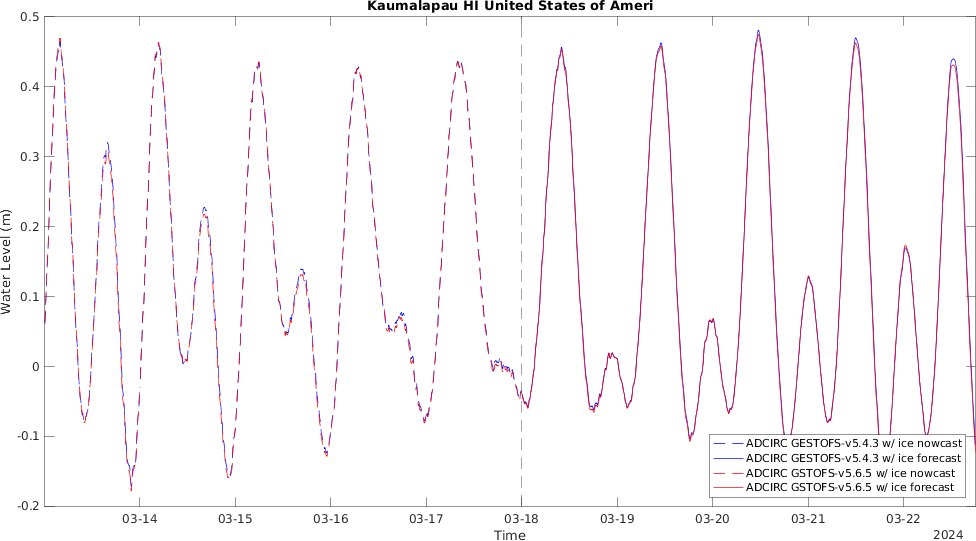 Kaumalapau HI United States of Ameri
Water Level (m)
0.5
0.4
0.3
0.2
0.1
0
-0.1
-0.2
ADCIRC GESTOFS-v5.4.3 w/ ice nowcast
ADCIRC GESTOFS-v5.4.3 w/ ice forecast
ADCIRC GSTOFS-v5.6.5 w/ ice nowcast
ADCIRC GSTOFS-v5.6.5 w/ ice forecast
03-14 03-15 03-16 03-17 03-18 03-19 03-20 03-21 03-22
Time
2024